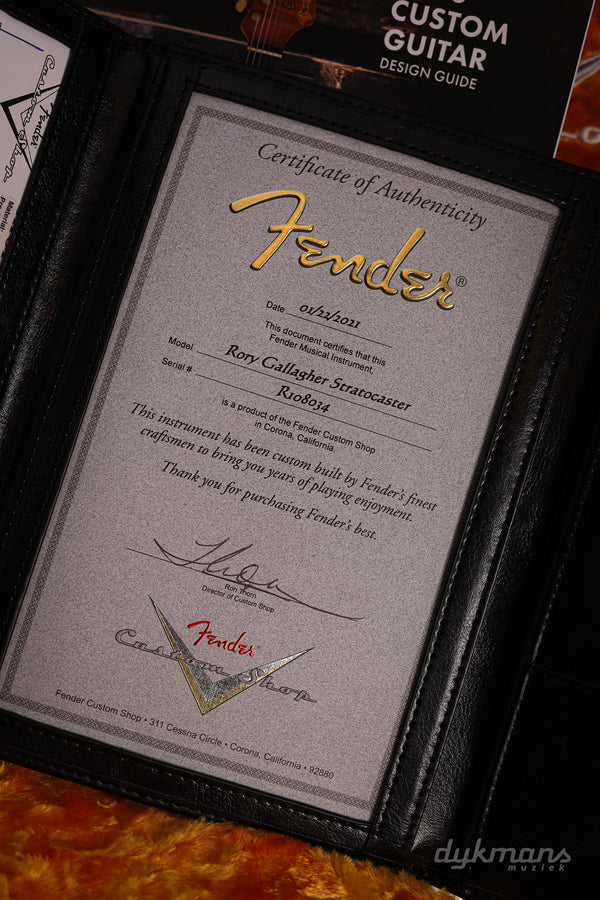 CUSTOM
GUITAR
DESIGN GUIDE
Fender
Custom Shop
Certificate of Authenticity
Fender®
Date 01/22/2021
This document certifies that this
Fender Musical Instrument,
Model Rory Gallagher Stratocaster
Serial # R108034
is a product of the Fender Custom Shop
in Corona, California
This instrument has been custom built by Fender's finest
craftsmen to bring you years of playing enjoyment.
Thank you for purchasing Fender's best.
Ron Thorn
Director of Custom Shop
Fender
Custom Shop
Fender Custom Shop • 311 Cessna Circle • Corona, California • 92880
dykmans
muziek